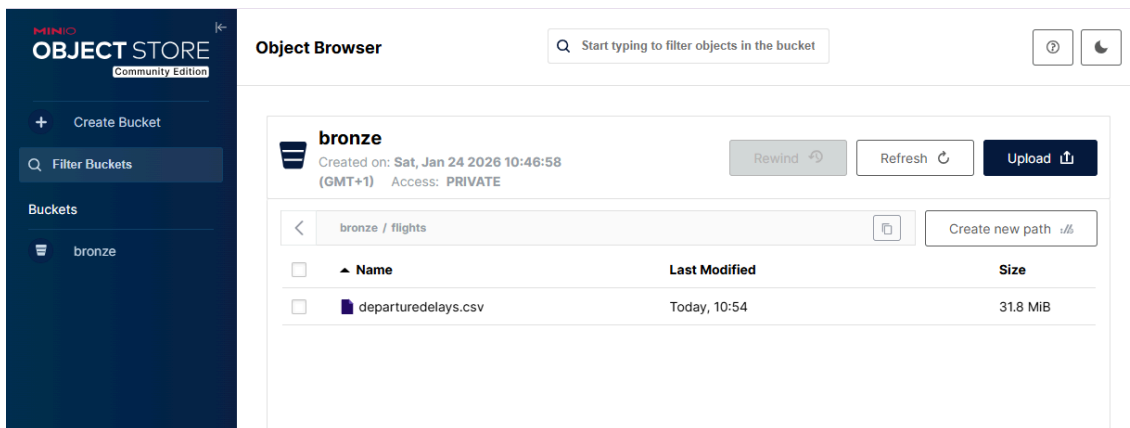 MINIO
OBJECT STORE
Community Edition
Create Bucket
Filter Buckets
Buckets
bronze
Object Browser
Start typing to filter objects in the bucket
bronze
Created on: Sat, Jan 24 2026 10:46:58
(GMT+1) Access: PRIVATE
Rewind
Refresh
Upload
bronze / flights
Create new path
Name Last Modified Size
departuredelays.csv Today, 10:54 31.8 MiB